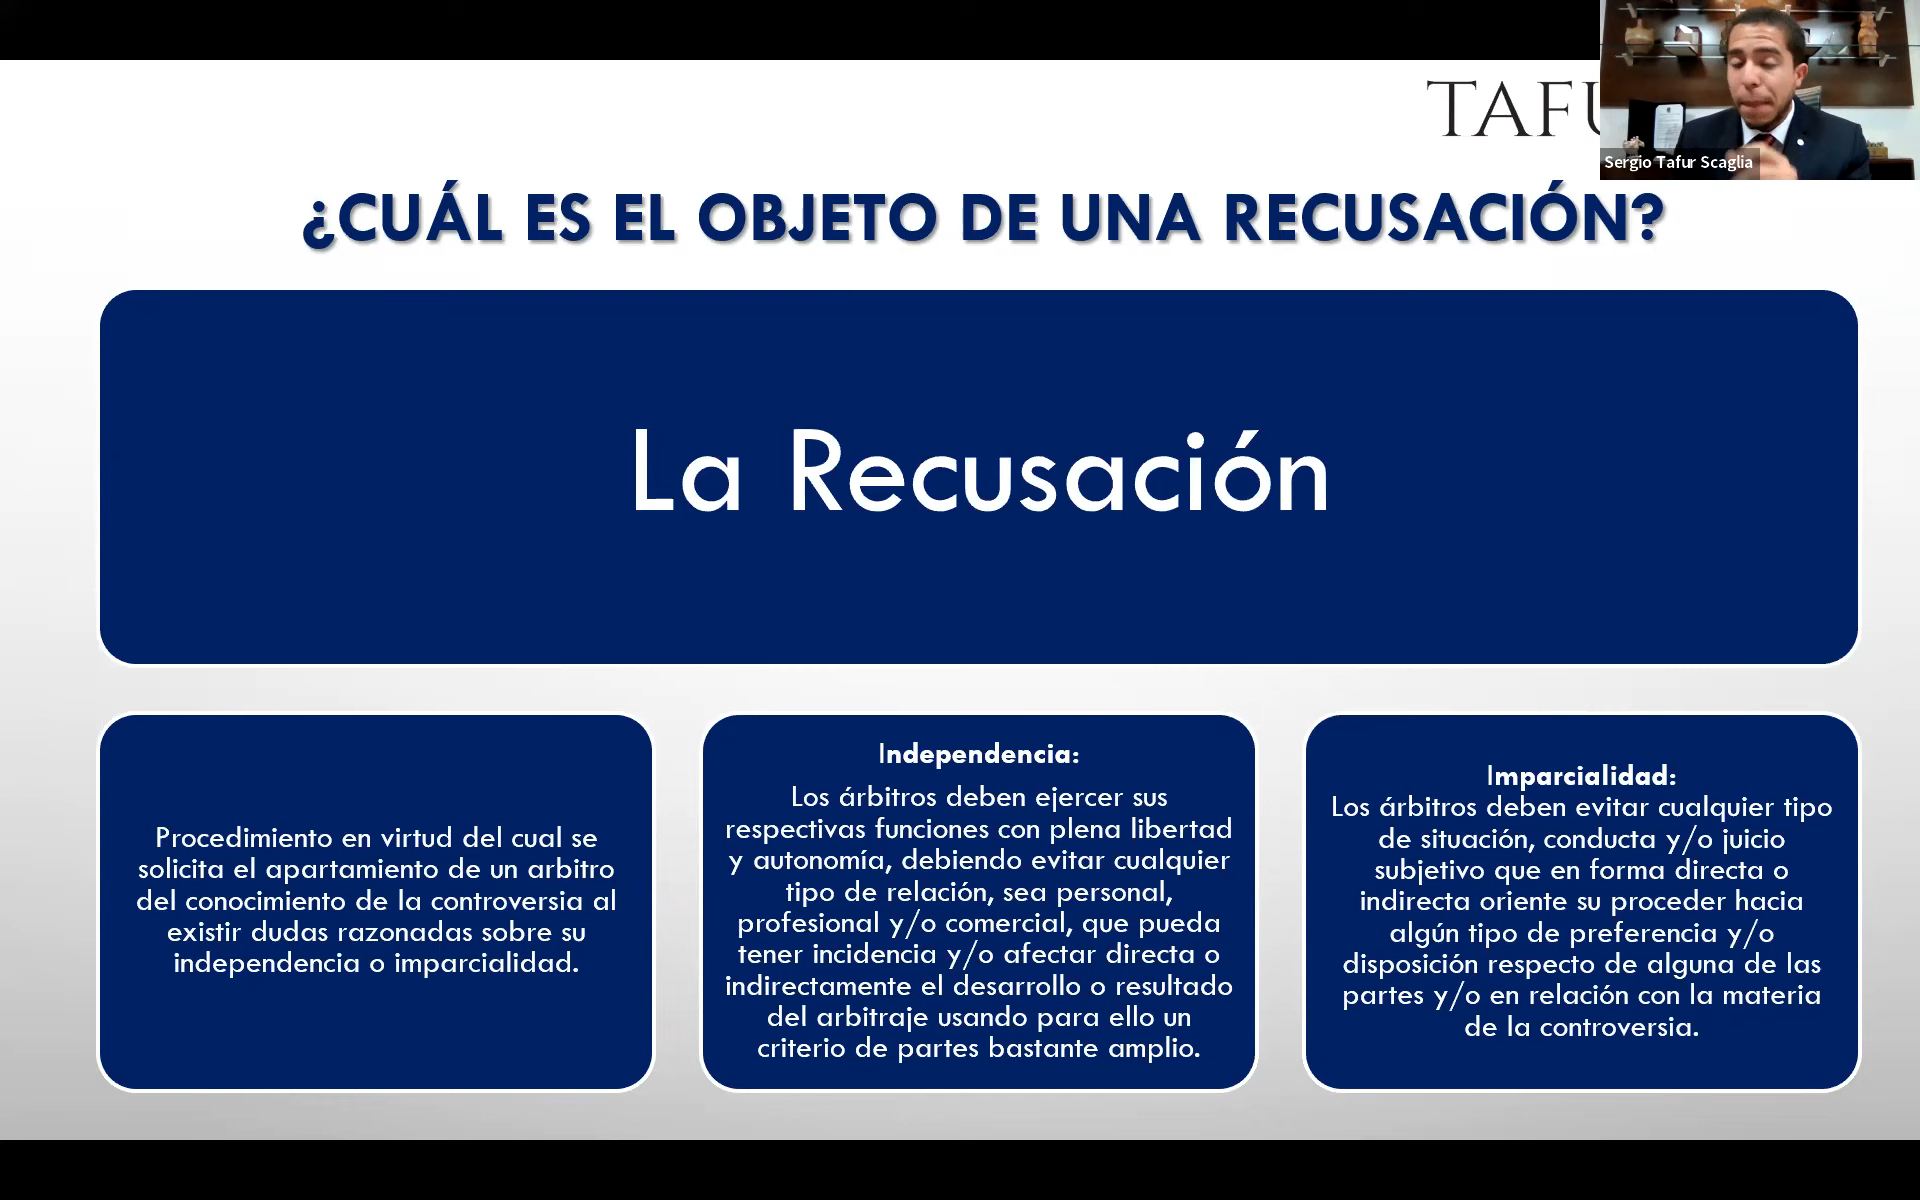 TAFU
Sergio Tafur Scaglia
¿CUÁL ES EL OBJETO DE UNA RECUSACIÓN?
La Recusación
Procedimiento en virtud del cual se
solicita el apartamiento de un arbitro
del conocimiento de la controversia al
existir dudas razonadas sobre su
independencia o imparcialidad.
Independencia:
Los árbitros deben ejercer sus
respectivas funciones con plena libertad
y autonomía, debiendo evitar cualquier
tipo de relación, sea personal,
profesional y/o comercial, que pueda
tener incidencia y/o afectar directa o
indirectamente el desarrollo o resultado
del arbitraje usando para ello un
criterio de partes bastante amplio.
Imparcialidad:
Los árbitros deben evitar cualquier tipo
de situación, conducta y/o juicio
subjetivo que en forma directa o
indirecta oriente su proceder hacia
algún tipo de preferencia y/o
disposición respecto de alguna de las
partes y/o en relación con la materia
de la controversia.